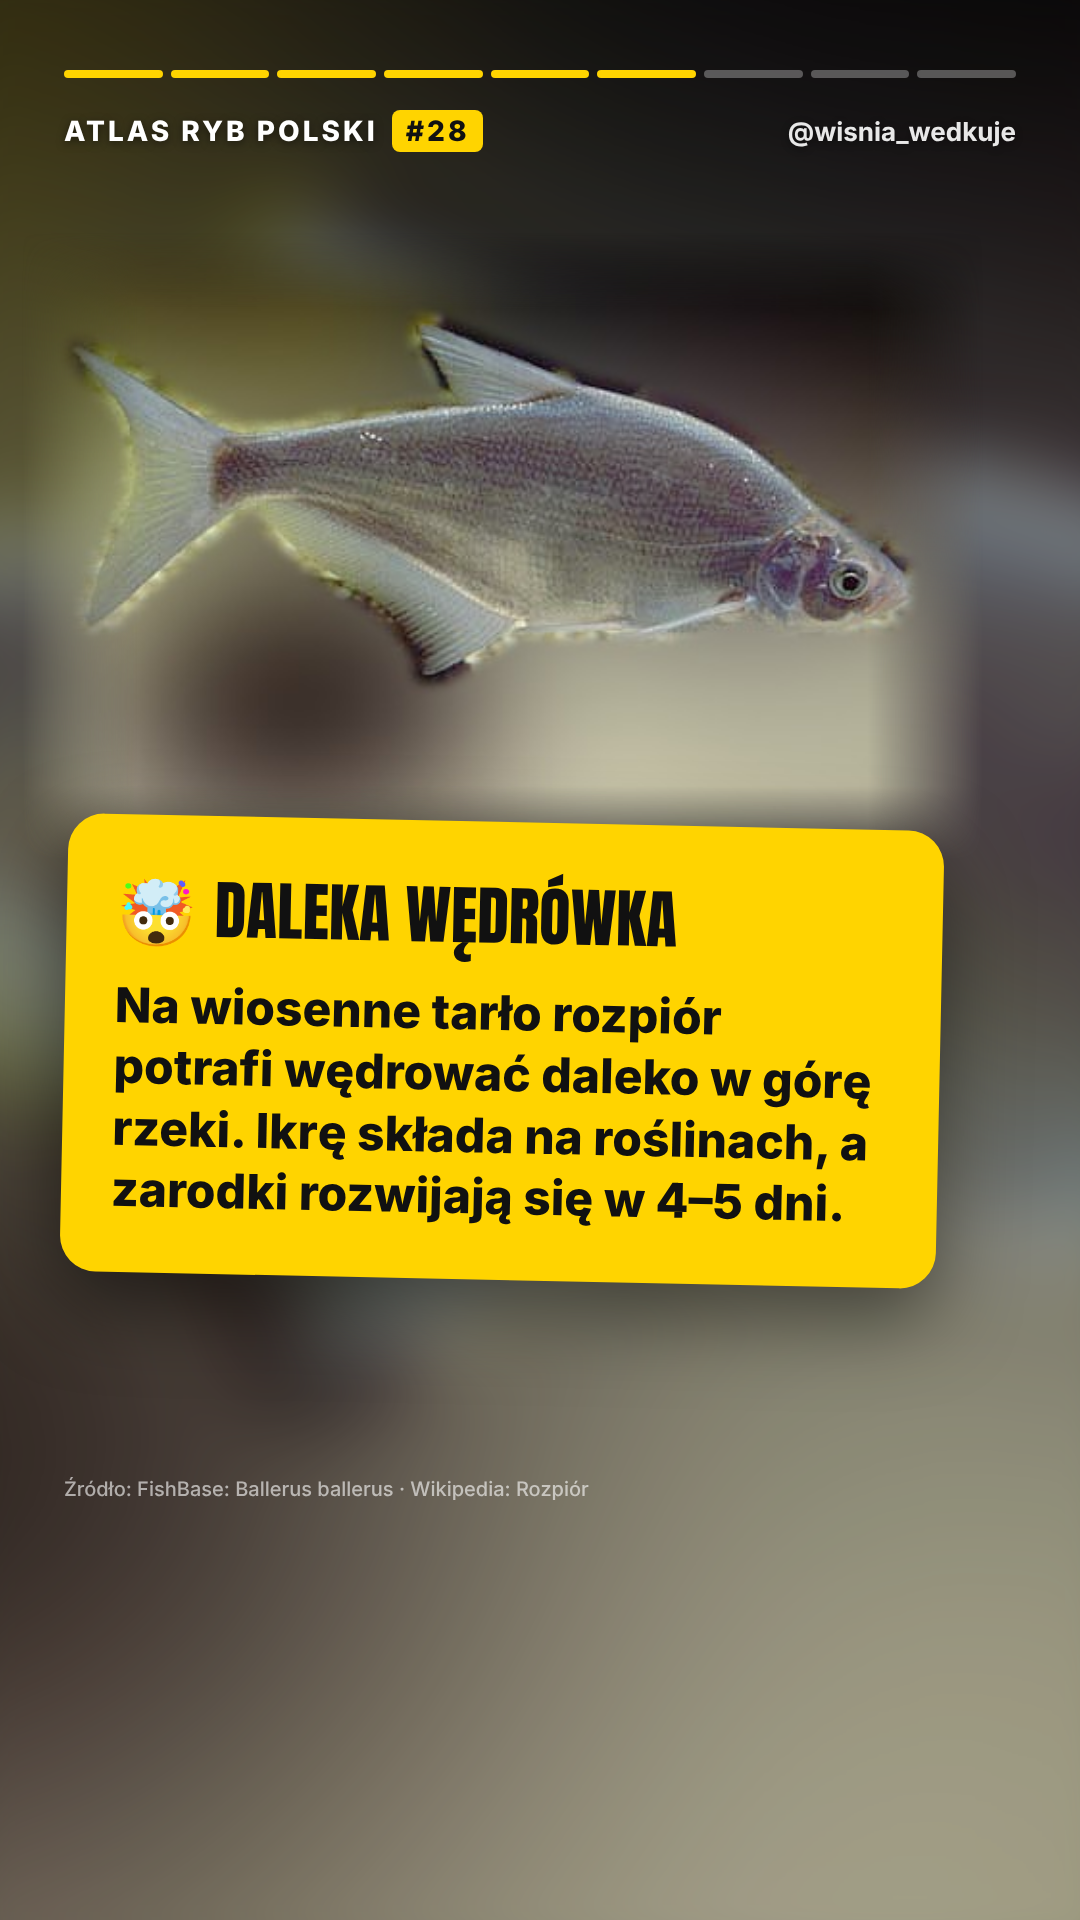 ATLAS RYB POLSKI #28
@wisnia_wedkuje
🤯 DALEKA WĘDRÓWKA
Na wiosenne tarło rozpiór
potrafi wędrować daleko w górę
rzeki. Ikrę składa na roślinach, a
zarodki rozwijają się w 4–5 dni.
Źródło: FishBase: Ballerus ballerus · Wikipedia: Rozpiór